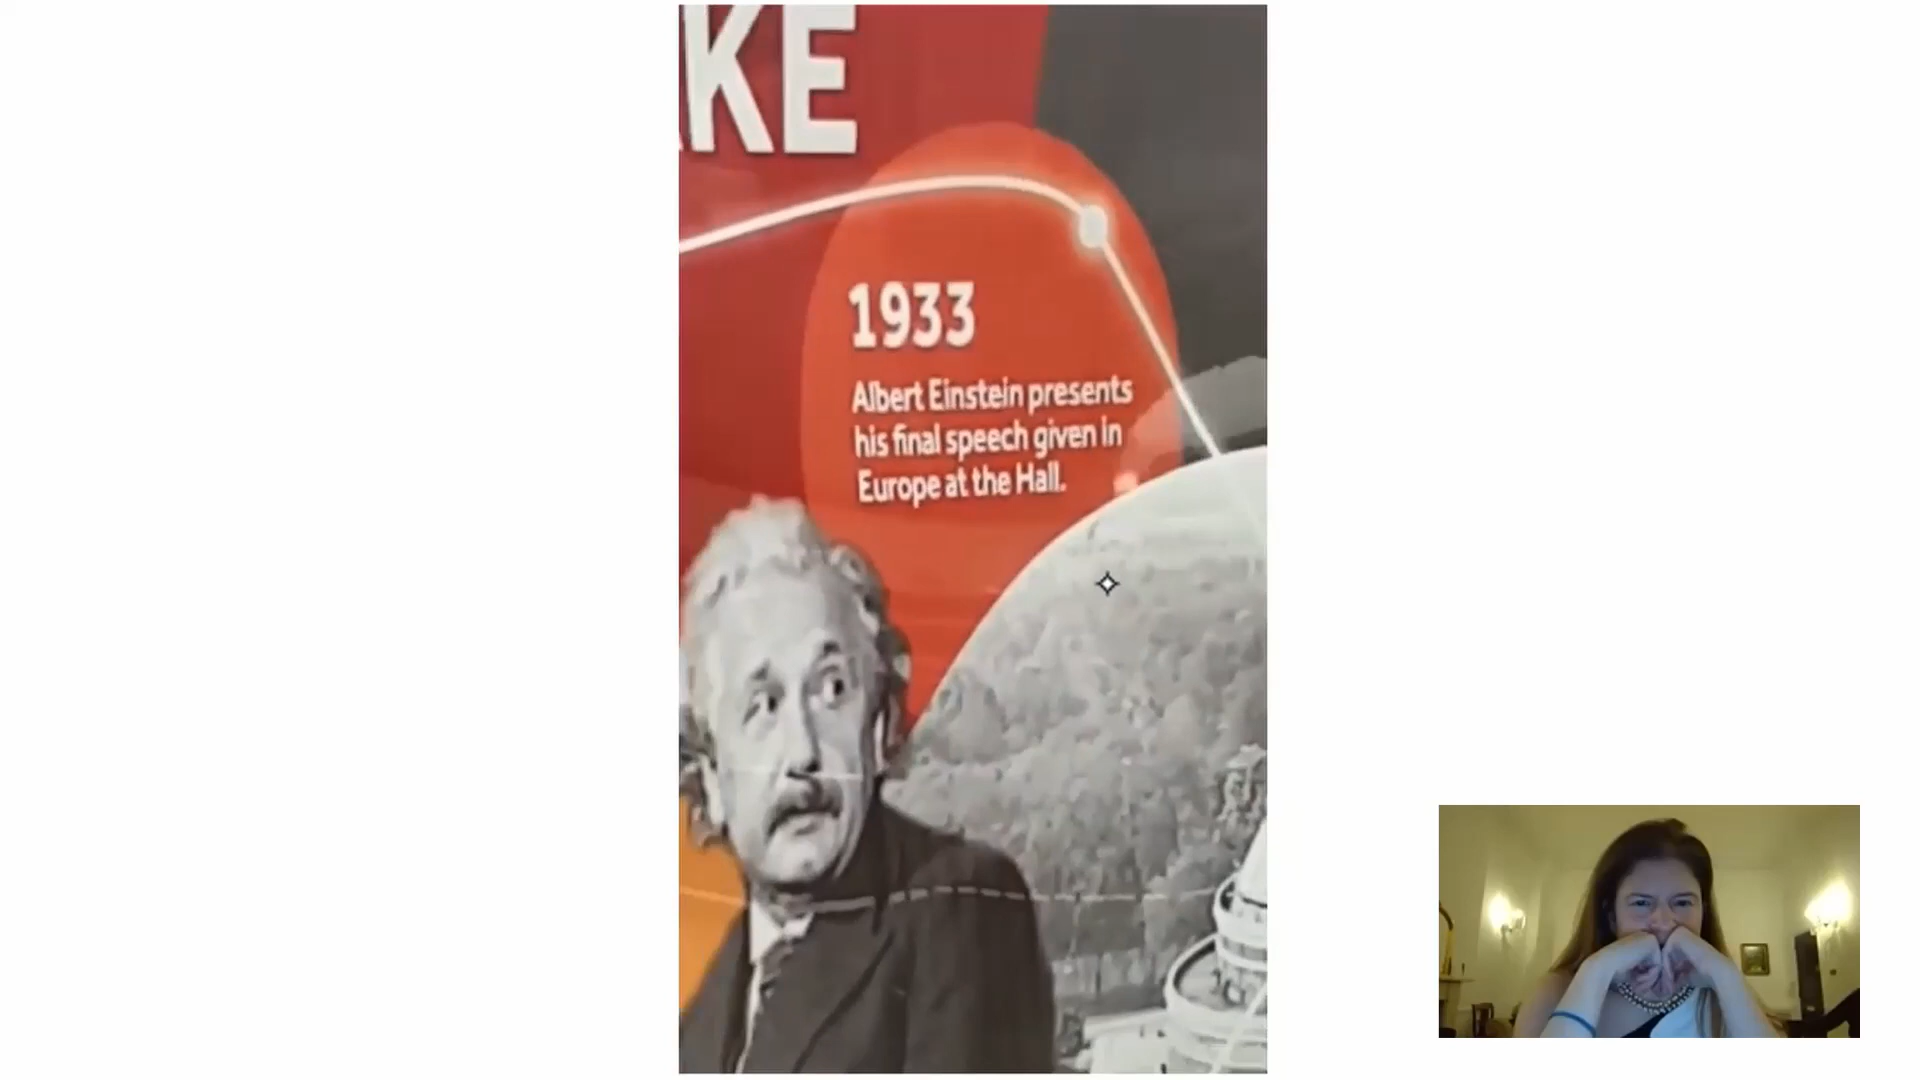 KE
1933
Albert Einstein presents
his final speech given in
Europe at the Hall.